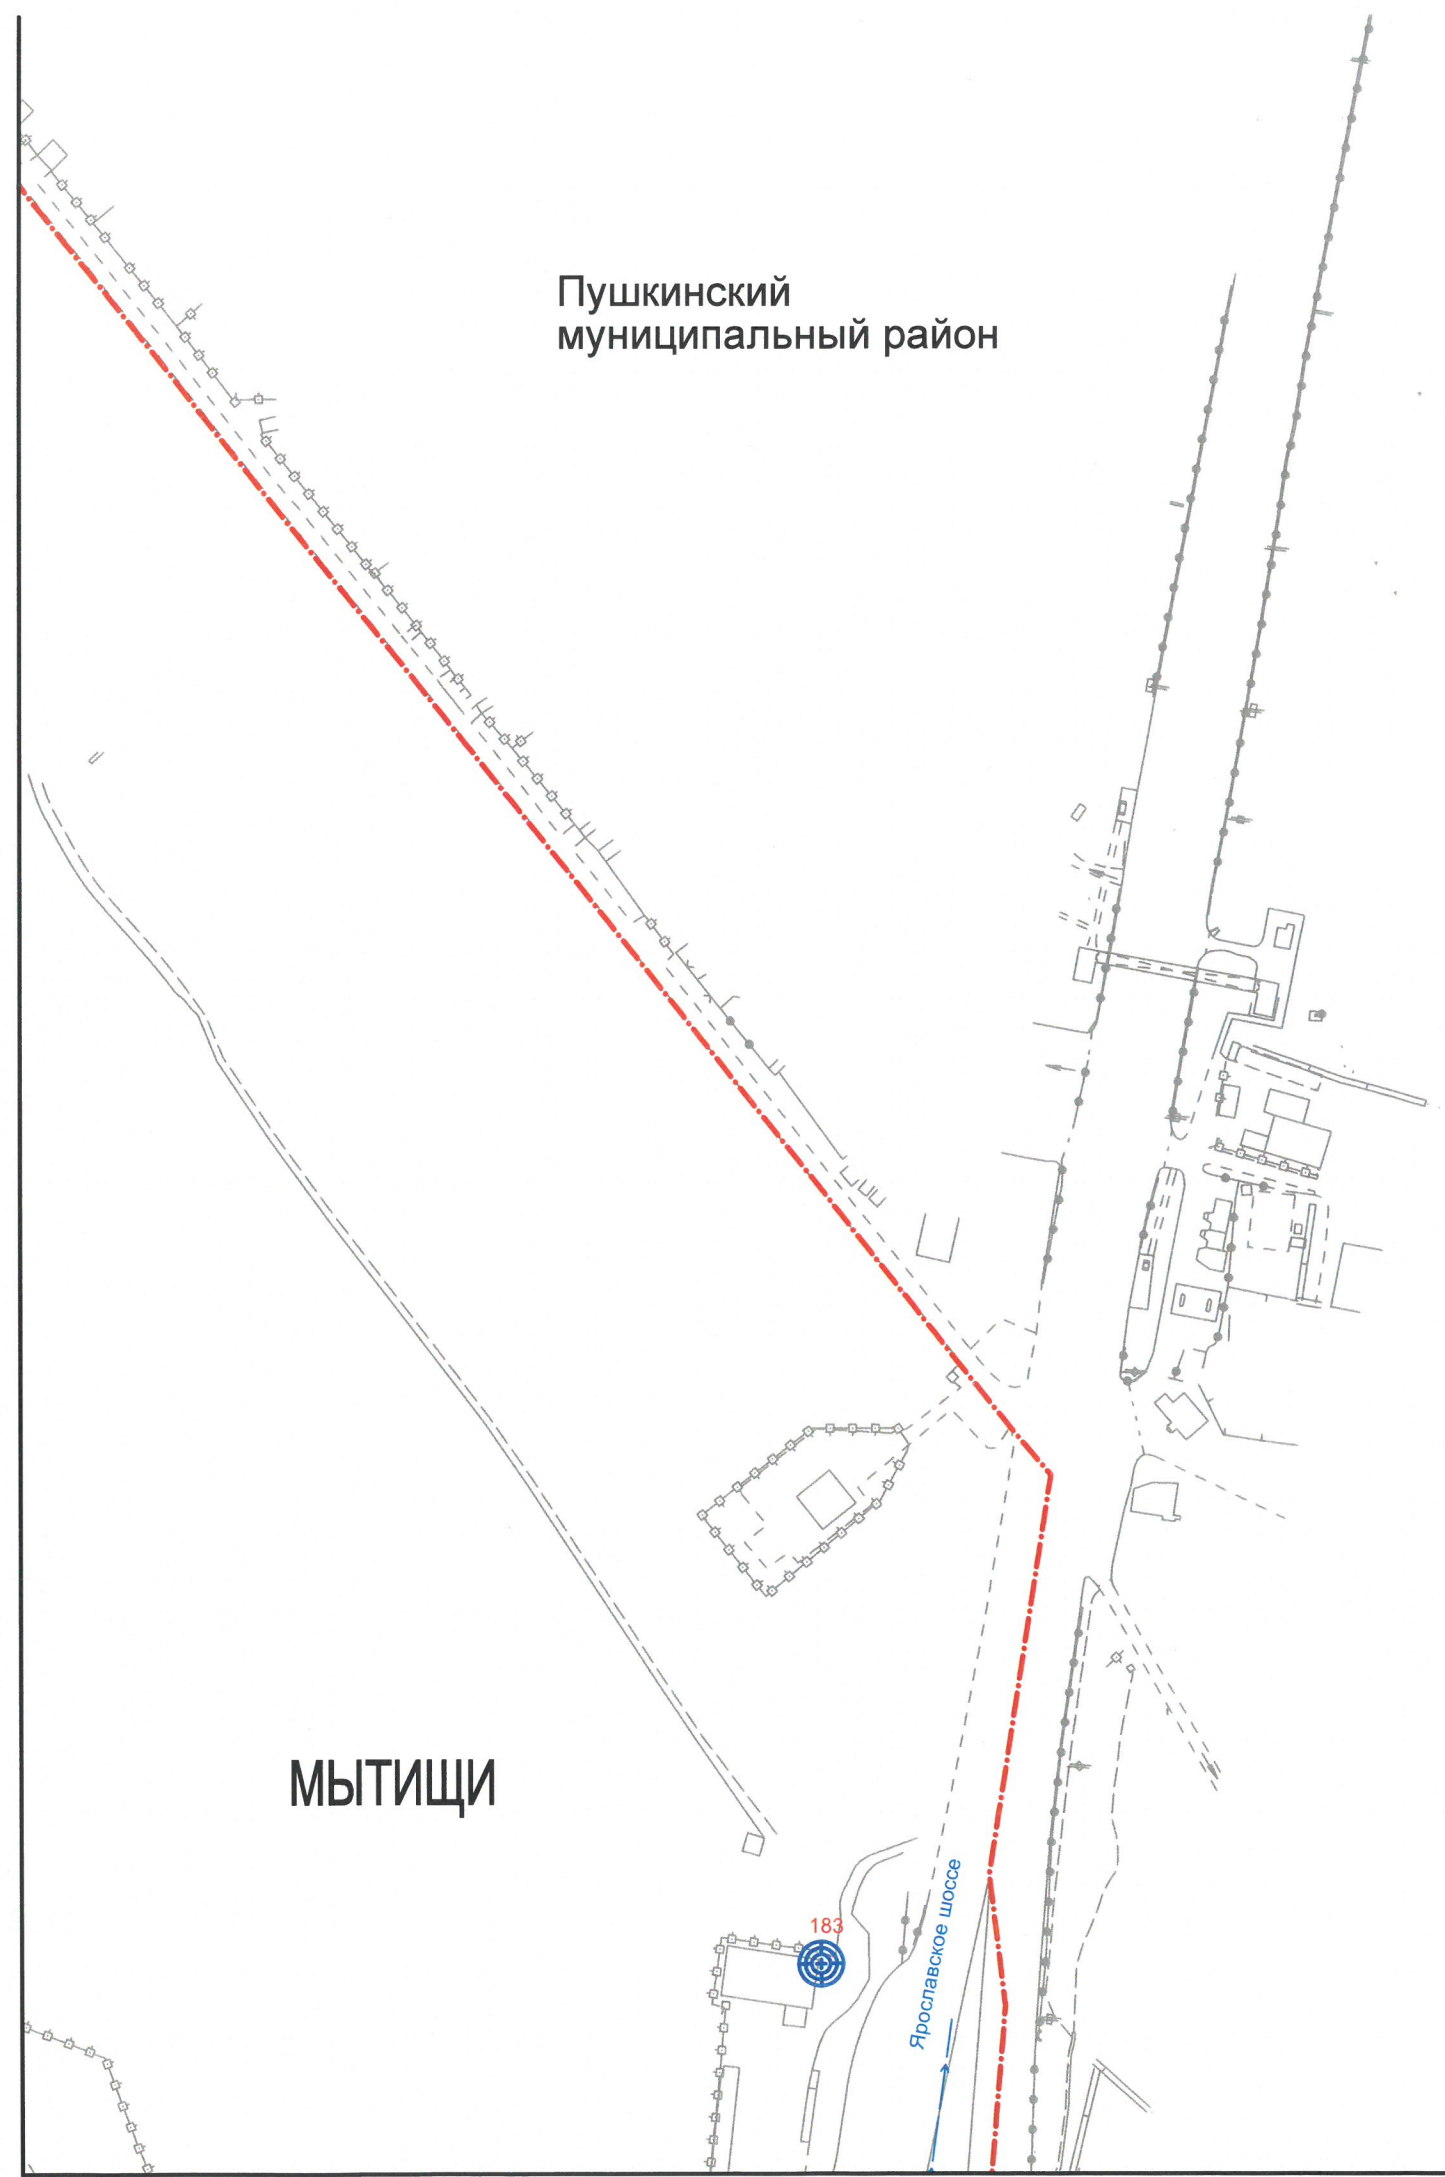 Пушкинский
муниципальный район
МЫТИЩИ
183
Ярославское шоссе